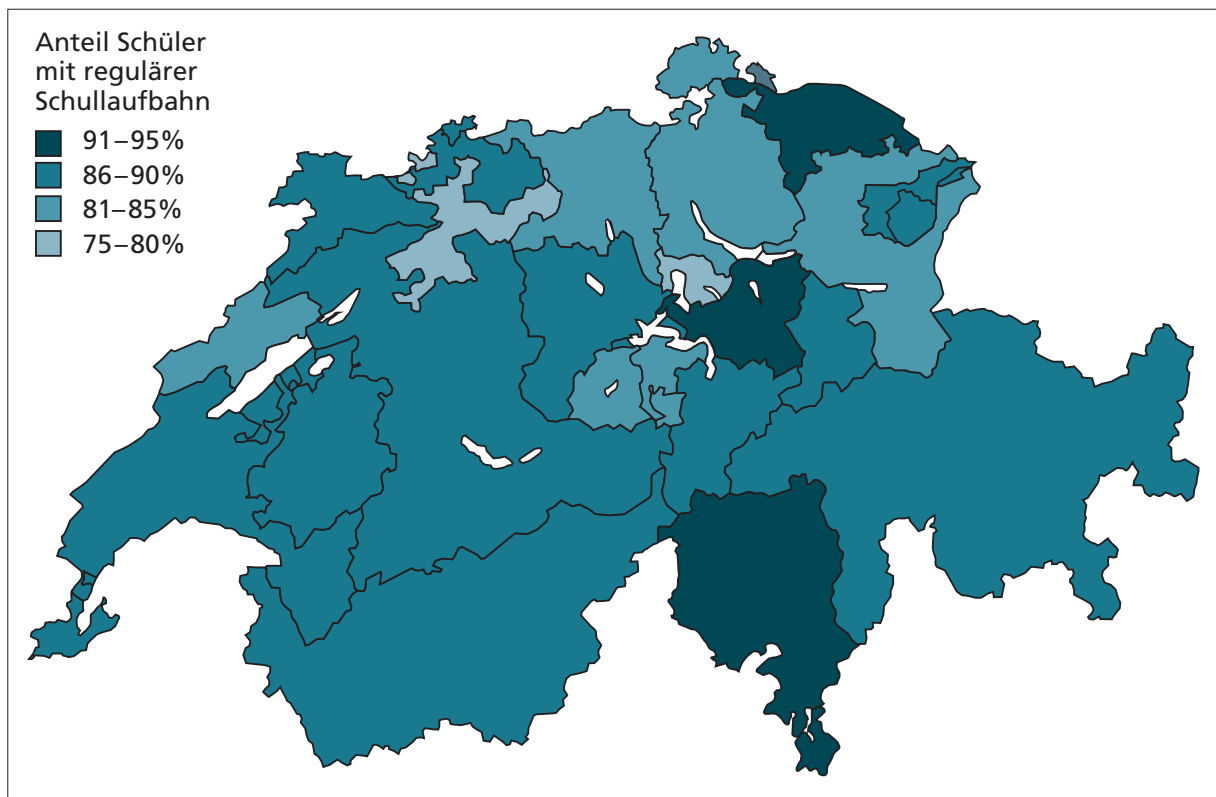 Anteil Schüler
mit regulärer
Schullaufbahn
91–95%
86–90%
81–85%
75–80%